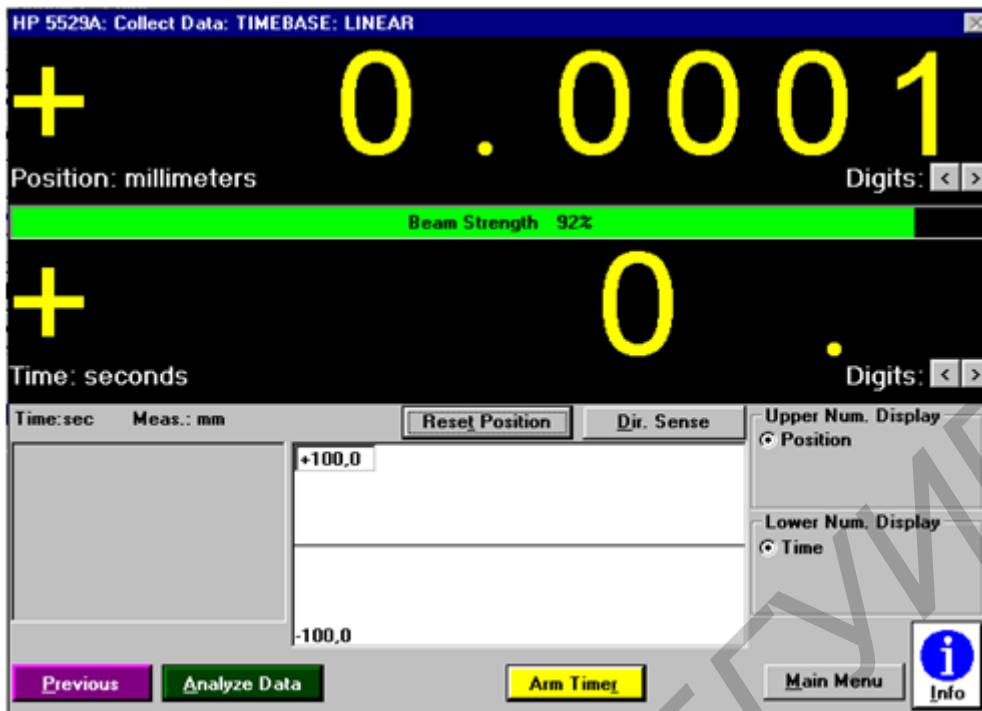 HP 5529A: Collect Data: TIMEBASE: LINEAR
+ 0.0001
Position: millimeters Digits: < >
Beam Strength 92%
+ 0.
Time: seconds Digits: < >
Time:sec Meas.: mm Reset Position Dir. Sense Upper Num. Display
Position
+100,0
Lower Num. Display
Time
-100,0
Previous Analyze Data Arm Timer Main Menu Info
БГУИР